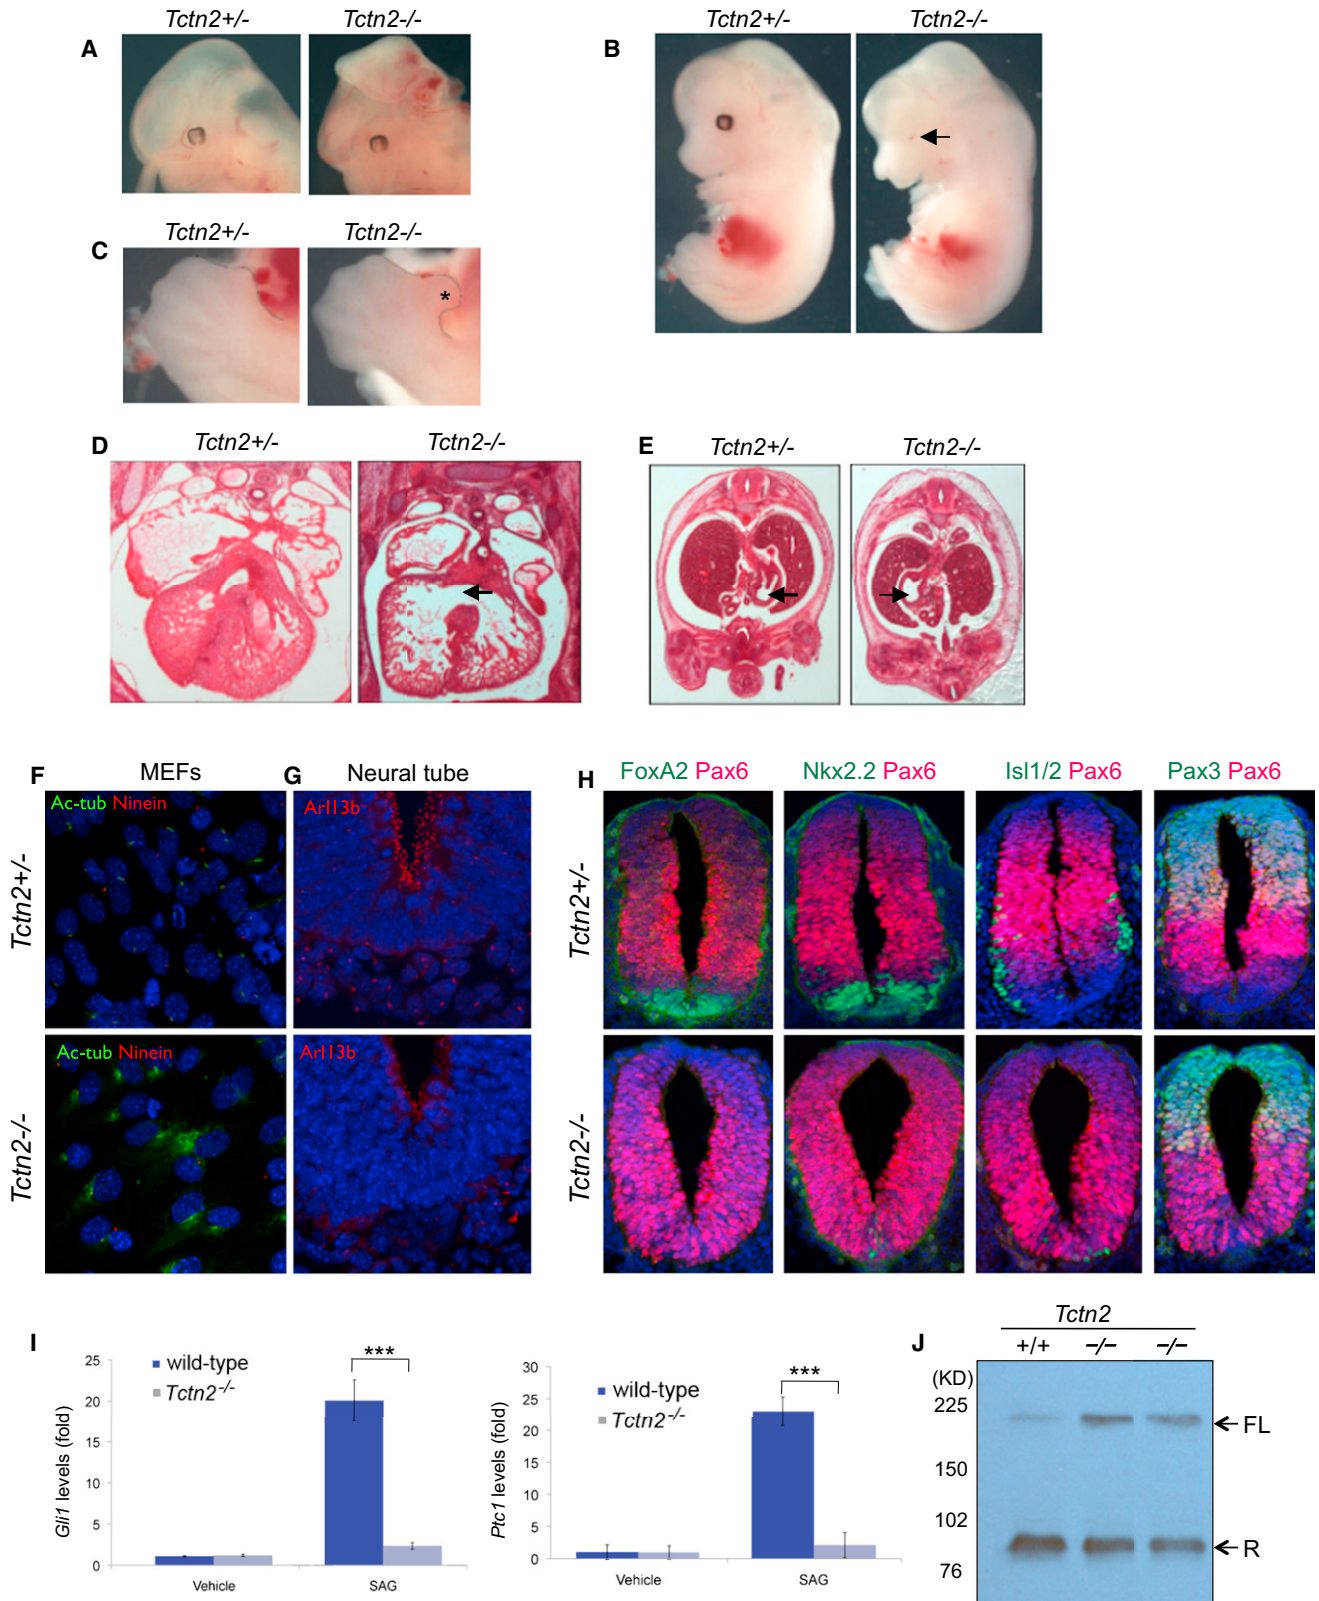 Tctn2+/- Tctn2-/-
A
Tctn2+/- Tctn2-/-
B
Tctn2+/- Tctn2-/-
C
*
Tctn2+/- Tctn2-/-
D
Tctn2+/- Tctn2-/-
E
F MEFs
G Neural tube
H FoxA2 Pax6 Nkx2.2 Pax6 Isl1/2 Pax6 Pax3 Pax6
Tctn2+/-
Ac-tub Ninein
Arl13b
Tctn2+/-
Tctn2-/-
Ac-tub Ninein
Arl13b
Tctn2-/-
I
Gli1 levels (fold)
25
20
15
10
5
0
wild-type
Tctn2-/-
***
Vehicle SAG
Ptc1 levels (fold)
30
25
20
15
10
5
0
wild-type
Tctn2-/-
***
Vehicle SAG
J
Tctn2
+/+ -/- -/-
(KD)
225
150
102
76
FL
R